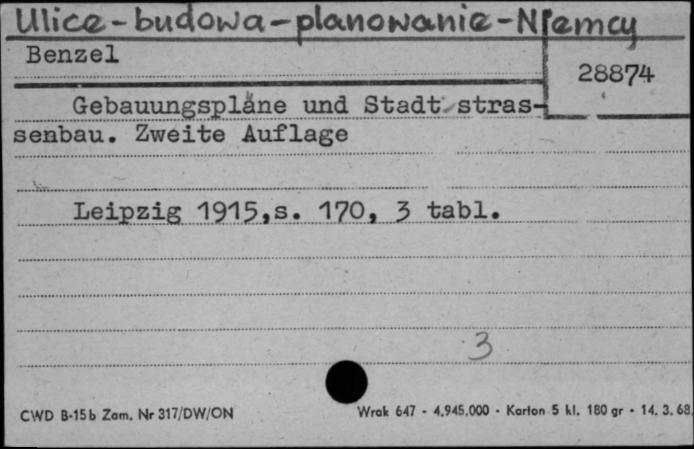 Ulice-budowa-planowanie-Niemcy
Benzel
28874
Gebauungspläne und Stadt stras-
senbau. Zweite Auflage
Leipzig 1915,s. 170, 3 tabl.
3
CWD B-15b Zam. Nr 317/DW/ON
Wrak 647 - 4.945.000 - Karton 5 kl. 180 gr - 14. 3. 68.